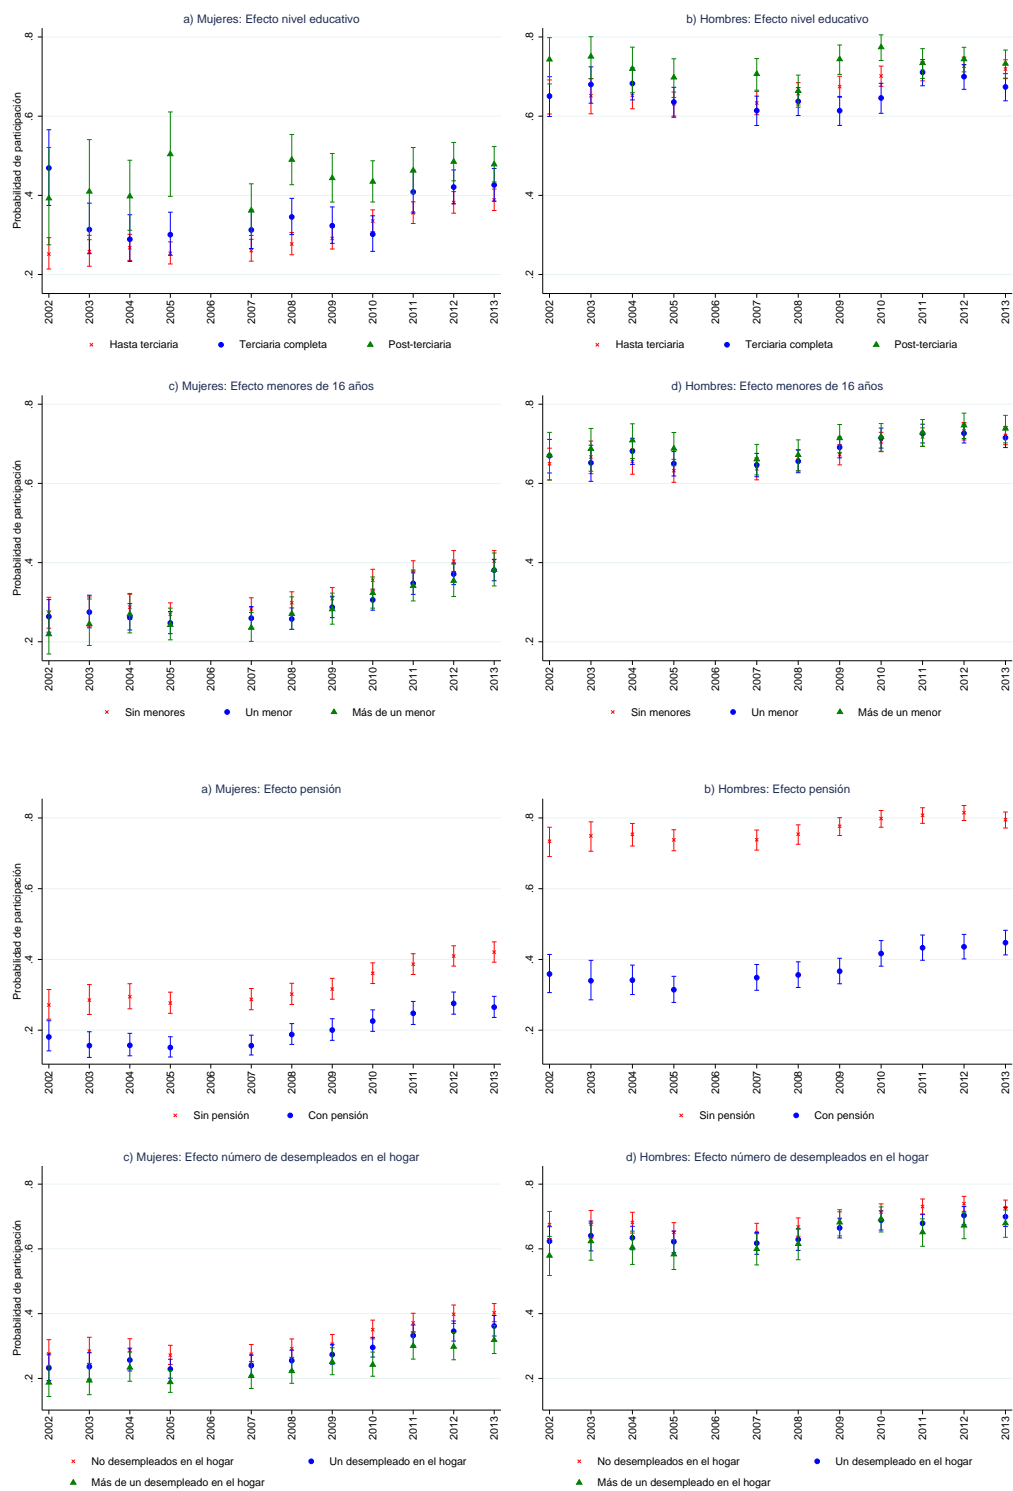 a) Mujeres: Efecto nivel educativo
Probabilidad de participación
.8
.6
.4
.2
2002 2003 2004 2005 2006 2007 2008 2009 2010 2011 2012 2013
Hasta terciaria Terciaria completa Post-terciaria
b) Hombres: Efecto nivel educativo
.8
.6
.4
.2
2002 2003 2004 2005 2006 2007 2008 2009 2010 2011 2012 2013
Hasta terciaria Terciaria completa Post-terciaria
c) Mujeres: Efecto menores de 16 años
Probabilidad de participación
.8
.6
.4
.2
2002 2003 2004 2005 2006 2007 2008 2009 2010 2011 2012 2013
Sin menores Un menor Más de un menor
d) Hombres: Efecto menores de 16 años
.8
.6
.4
.2
2002 2003 2004 2005 2006 2007 2008 2009 2010 2011 2012 2013
Sin menores Un menor Más de un menor
a) Mujeres: Efecto pensión
Probabilidad de participación
.8
.6
.4
.2
2002 2003 2004 2005 2006 2007 2008 2009 2010 2011 2012 2013
Sin pensión Con pensión
b) Hombres: Efecto pensión
.8
.6
.4
.2
2002 2003 2004 2005 2006 2007 2008 2009 2010 2011 2012 2013
Sin pensión Con pensión
c) Mujeres: Efecto número de desempleados en el hogar
Probabilidad de participación
.8
.6
.4
.2
2002 2003 2004 2005 2006 2007 2008 2009 2010 2011 2012 2013
No desempleados en el hogar Un desempleado en el hogar
Más de un desempleado en el hogar
d) Hombres: Efecto número de desempleados en el hogar
.8
.6
.4
.2
2002 2003 2004 2005 2006 2007 2008 2009 2010 2011 2012 2013
No desempleados en el hogar Un desempleado en el hogar
Más de un desempleado en el hogar